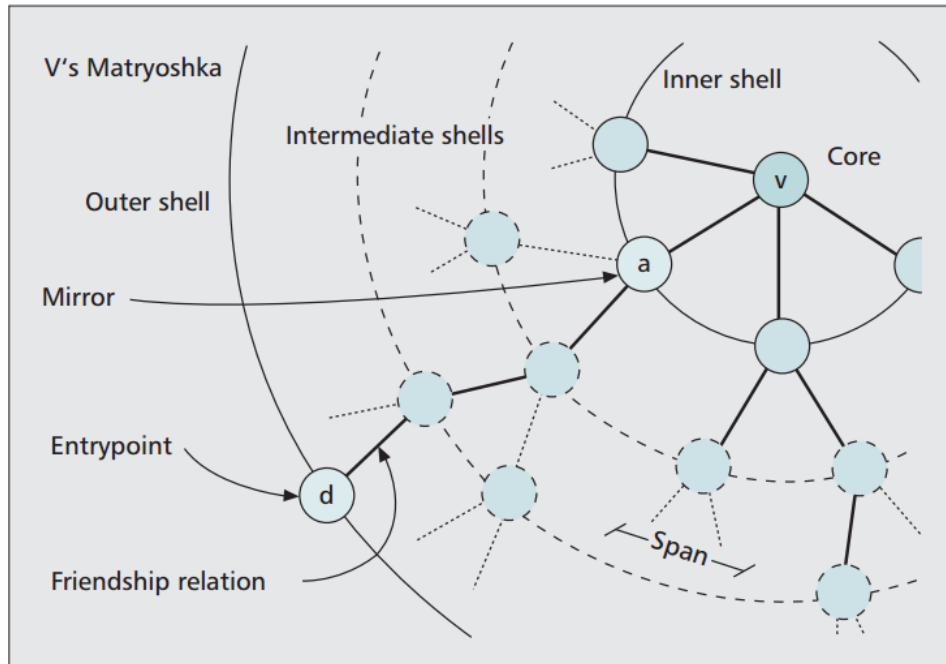 V's Matryoshka
Inner shell
Intermediate shells
Core
v
Outer shell
a
Mirror
Entrypoint
d
Span
Friendship relation